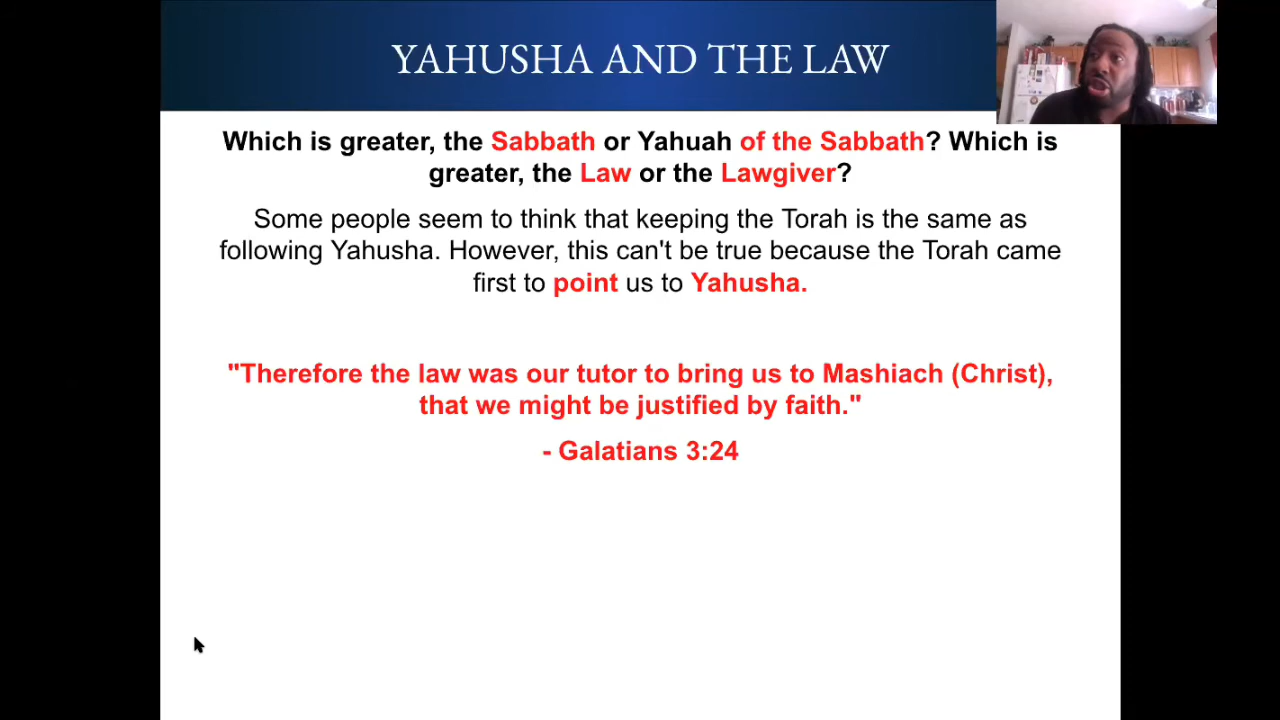 YAHUSHA AND THE LAW
Which is greater, the Sabbath or Yahuah of the Sabbath? Which is
greater, the Law or the Lawgiver?
Some people seem to think that keeping the Torah is the same as
following Yahusha. However, this can't be true because the Torah came
first to point us to Yahusha.
"Therefore the law was our tutor to bring us to Mashiach (Christ),
that we might be justified by faith."
- Galatians 3:24